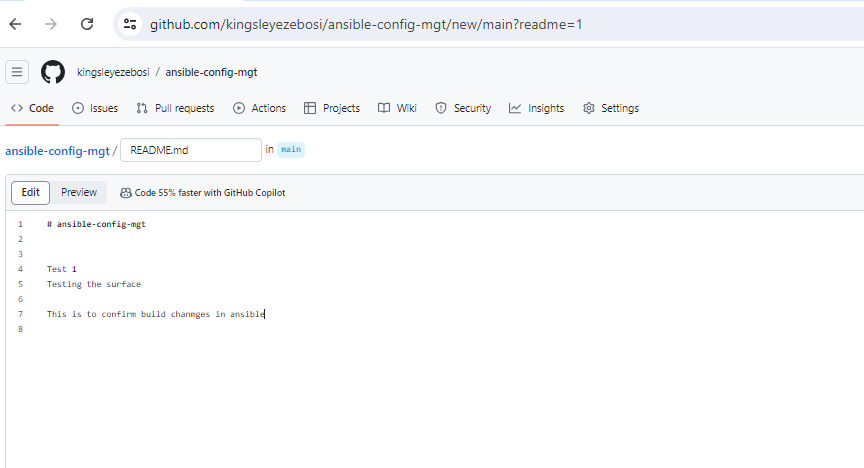 github.com/kingsleyezebosi/ansible-config-mgt/new/main?readme=1
kingsleyezebosi / ansible-config-mgt
<> Code Issues Pull requests Actions Projects Wiki Security Insights Settings
ansible-config-mgt / README.md in main
Edit Preview Code 55% faster with GitHub Copilot
1 # ansible-config-mgt
2
3
4 Test 1
5 Testing the surface
6
7 This is to confirm build chanmges in ansible
8